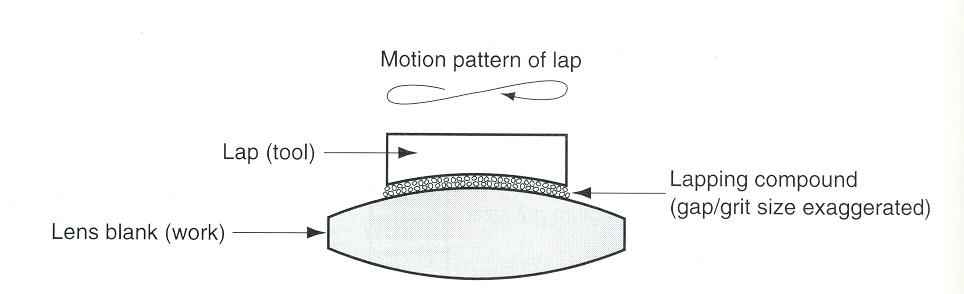 Motion pattern of lap
Lap (tool)
Lapping compound
(gap/grit size exaggerated)
Lens blank (work)